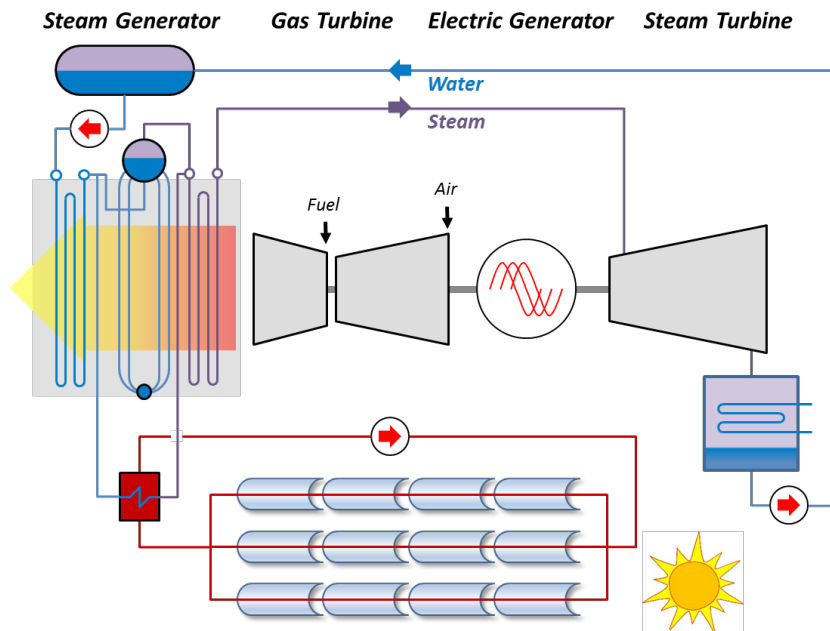 Steam Generator
Gas Turbine
Electric Generator
Steam Turbine
Water
Steam
Fuel
Air